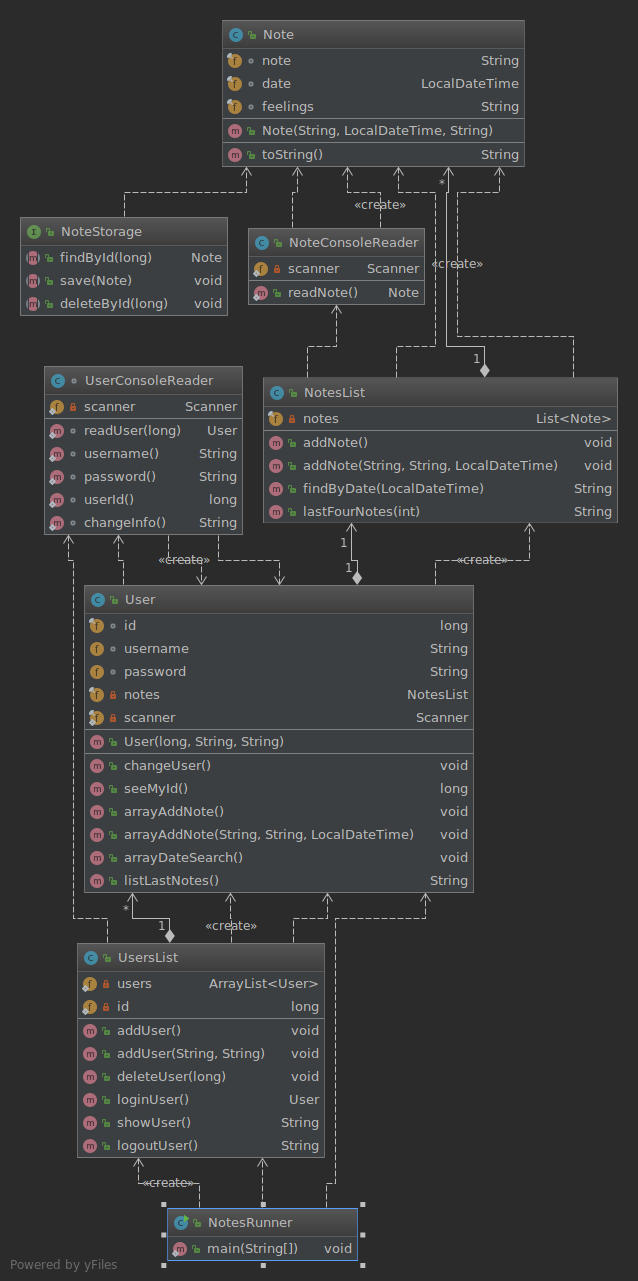 Note
note String
date LocalDateTime
feelings String
Note(String, LocalDateTime, String)
toString() String
*
«create»
NoteStorage
findById(long) Note
save(Note) void
deleteById(long) void
NoteConsoleReader
scanner Scanner
readNote() Note
«create»
1
UserConsoleReader
scanner Scanner
readUser(long) User
username() String
password() String
userId() long
changeInfo() String
NotesList
notes List<Note>
addNote() void
addNote(String, String, LocalDateTime) void
findByDate(LocalDateTime) String
lastFourNotes(int) String
1
«create»
«create»
1
User
id long
username String
password String
notes NotesList
scanner Scanner
User(long, String, String)
changeUser() void
seeMyId() long
arrayAddNote() void
arrayAddNote(String, String, LocalDateTime) void
arrayDateSearch() void
listLastNotes() String
*
1
«create»
UsersList
users ArrayList<User>
id long
addUser() void
addUser(String, String) void
deleteUser(long) void
loginUser() User
showUser() String
logoutUser() String
«create»
NotesRunner
main(String[]) void
Powered by yFiles